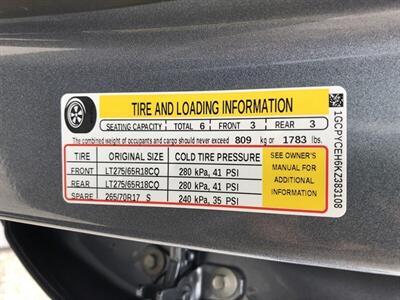 TIRE AND LOADING INFORMATION
SEATING CAPACITY TOTAL 6 FRONT 3 REAR 3
The combined weight of occupants and cargo should never exceed 809 kg or 1783 lbs.
TIRE ORIGINAL SIZE COLD TIRE PRESSURE
FRONT LT275/65R18CQ 280 kPa, 41 PSI
REAR LT275/65R18CQ 280 kPa, 41 PSI
SPARE 265/70R17 S 240 kPa, 35 PSI
SEE OWNER'S
MANUAL FOR
ADDITIONAL
INFORMATION
1GCPYCEH6KZ383108